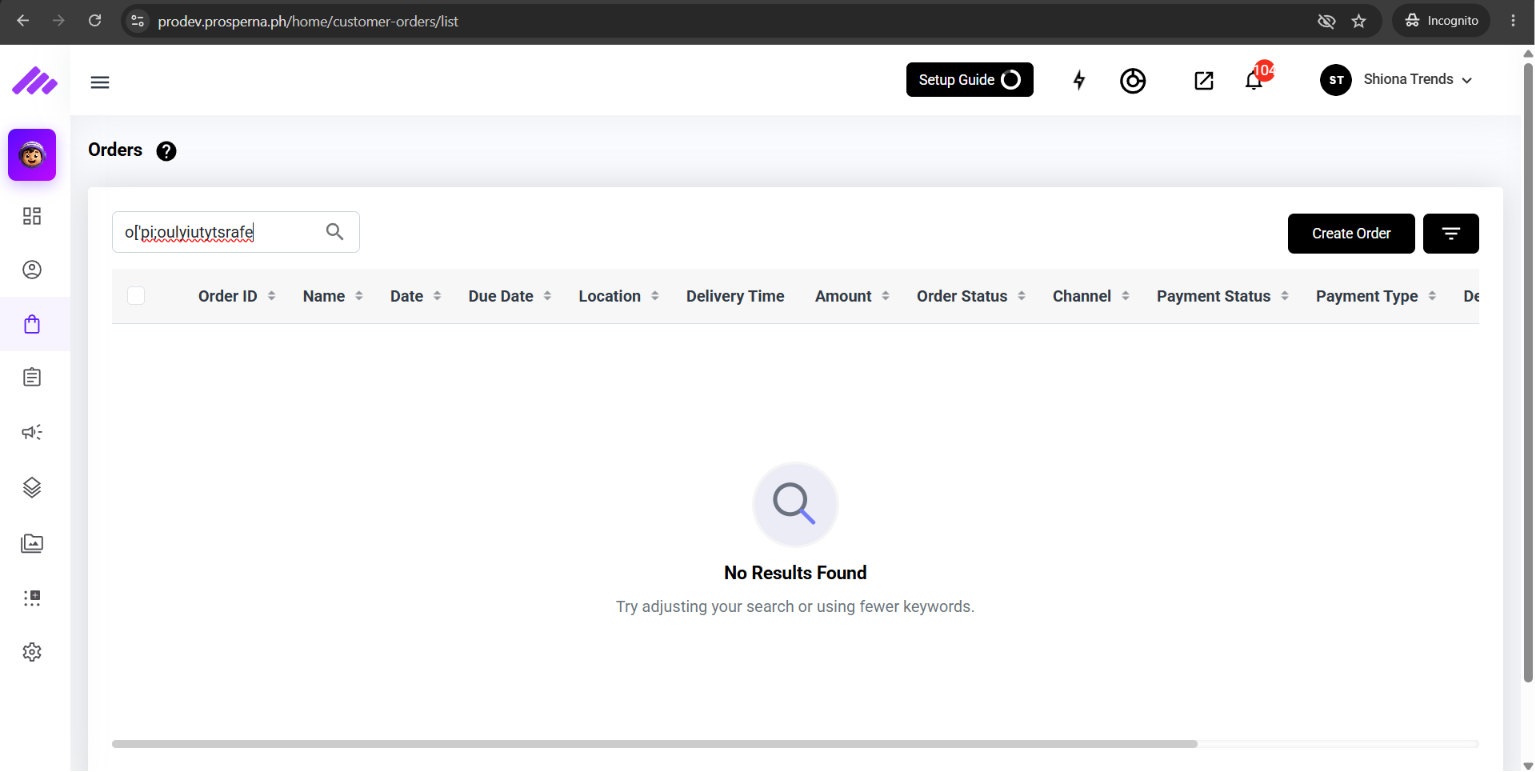 prodev.prosperna.ph/home/customer-orders/list
Incognito
Setup Guide
104
ST
Shiona Trends
Orders
?
o['pi;oulyiutytsrafe
Create Order
Order ID Name Date Due Date Location Delivery Time Amount Order Status Channel Payment Status Payment Type De
No Results Found
Try adjusting your search or using fewer keywords.